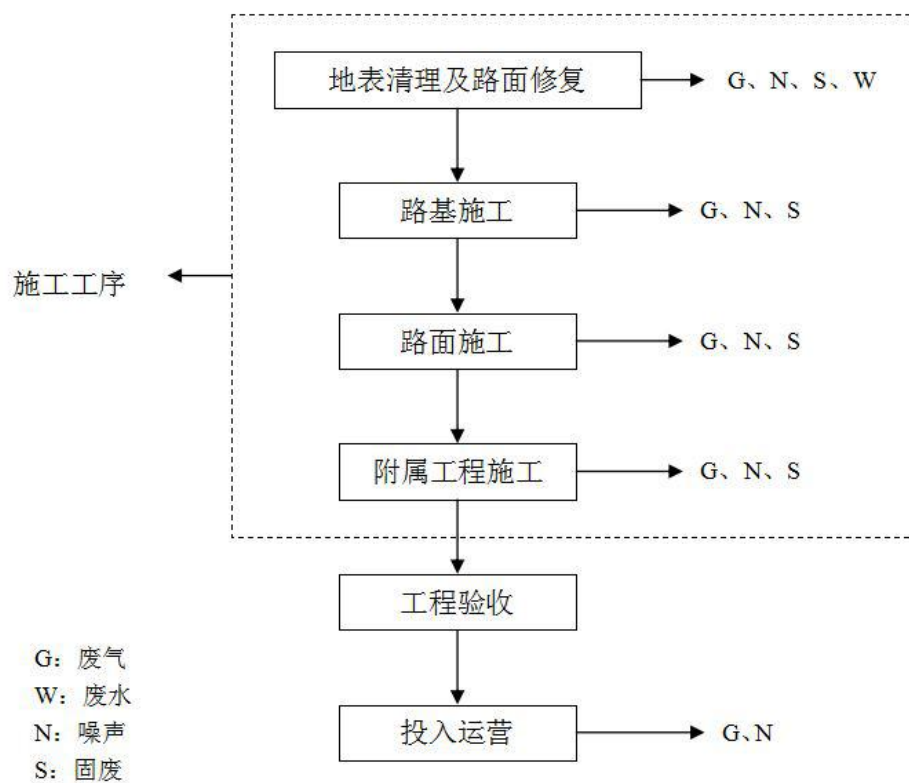 地表清理及路面修复
G、N、S、W
路基施工
G、N、S
施工工序
路面施工
G、N、S
附属工程施工
G、N、S
工程验收
G：废气
W：废水
N：噪声
S：固废
投入运营
G、N